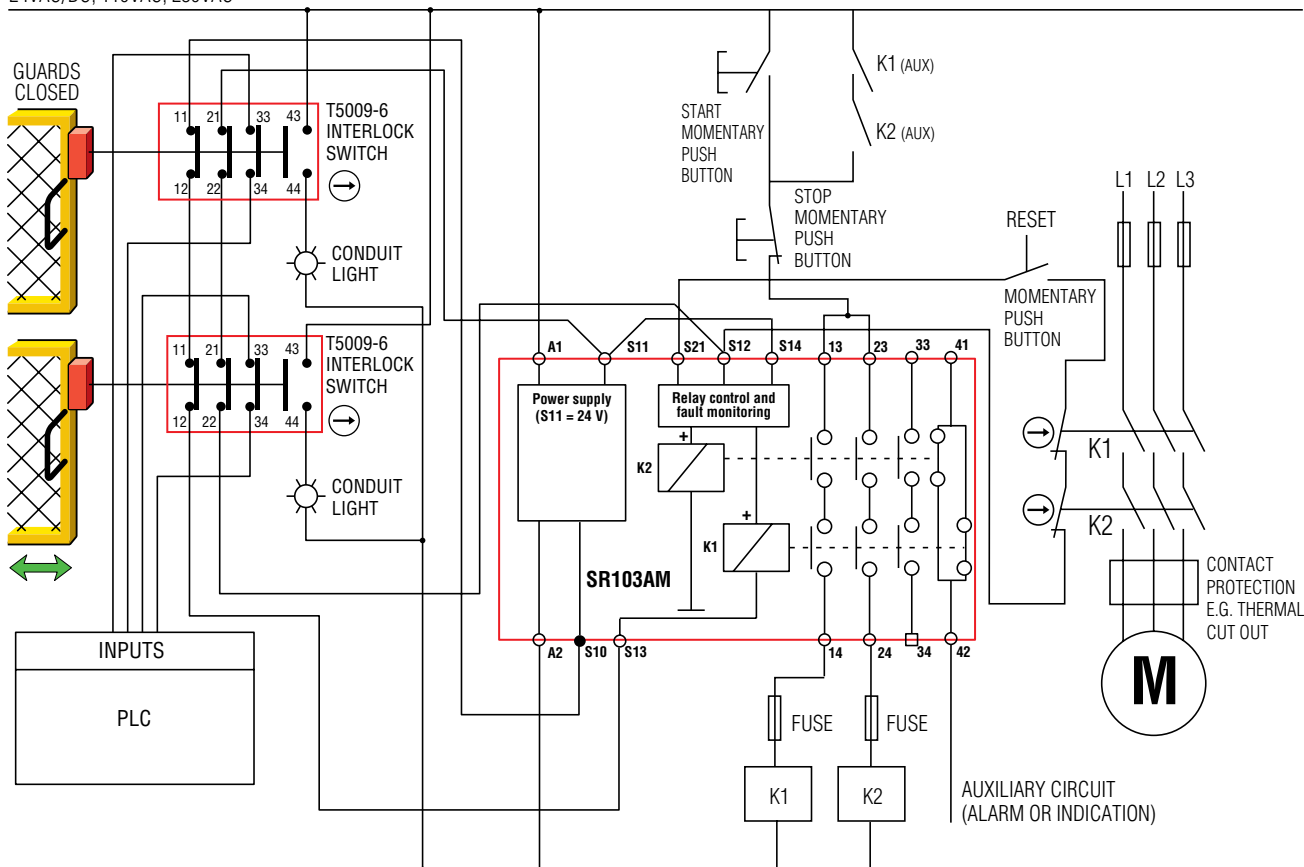 GUARDS
CLOSED
11 21 33 43
12 22 34 44
T5009-6
INTERLOCK
SWITCH
CONDUIT
LIGHT
11 21 33 43
12 22 34 44
T5009-6
INTERLOCK
SWITCH
CONDUIT
LIGHT
INPUTS
PLC
START
MOMENTARY
PUSH
BUTTON
K1 (AUX)
K2 (AUX)
STOP
MOMENTARY
PUSH
BUTTON
RESET
MOMENTARY
PUSH
BUTTON
L1 L2 L3
K1
K2
CONTACT
PROTECTION
E.G. THERMAL
CUT OUT
M
A1 S11 S21 S12 S14 13 23 33 41
Power supply
(S11 = 24 V)
Relay control and
fault monitoring
+
K2
+
K1
SR103AM
A2 S10 S13 14 24 34 42
FUSE
FUSE
K1
K2
AUXILIARY CIRCUIT
(ALARM OR INDICATION)